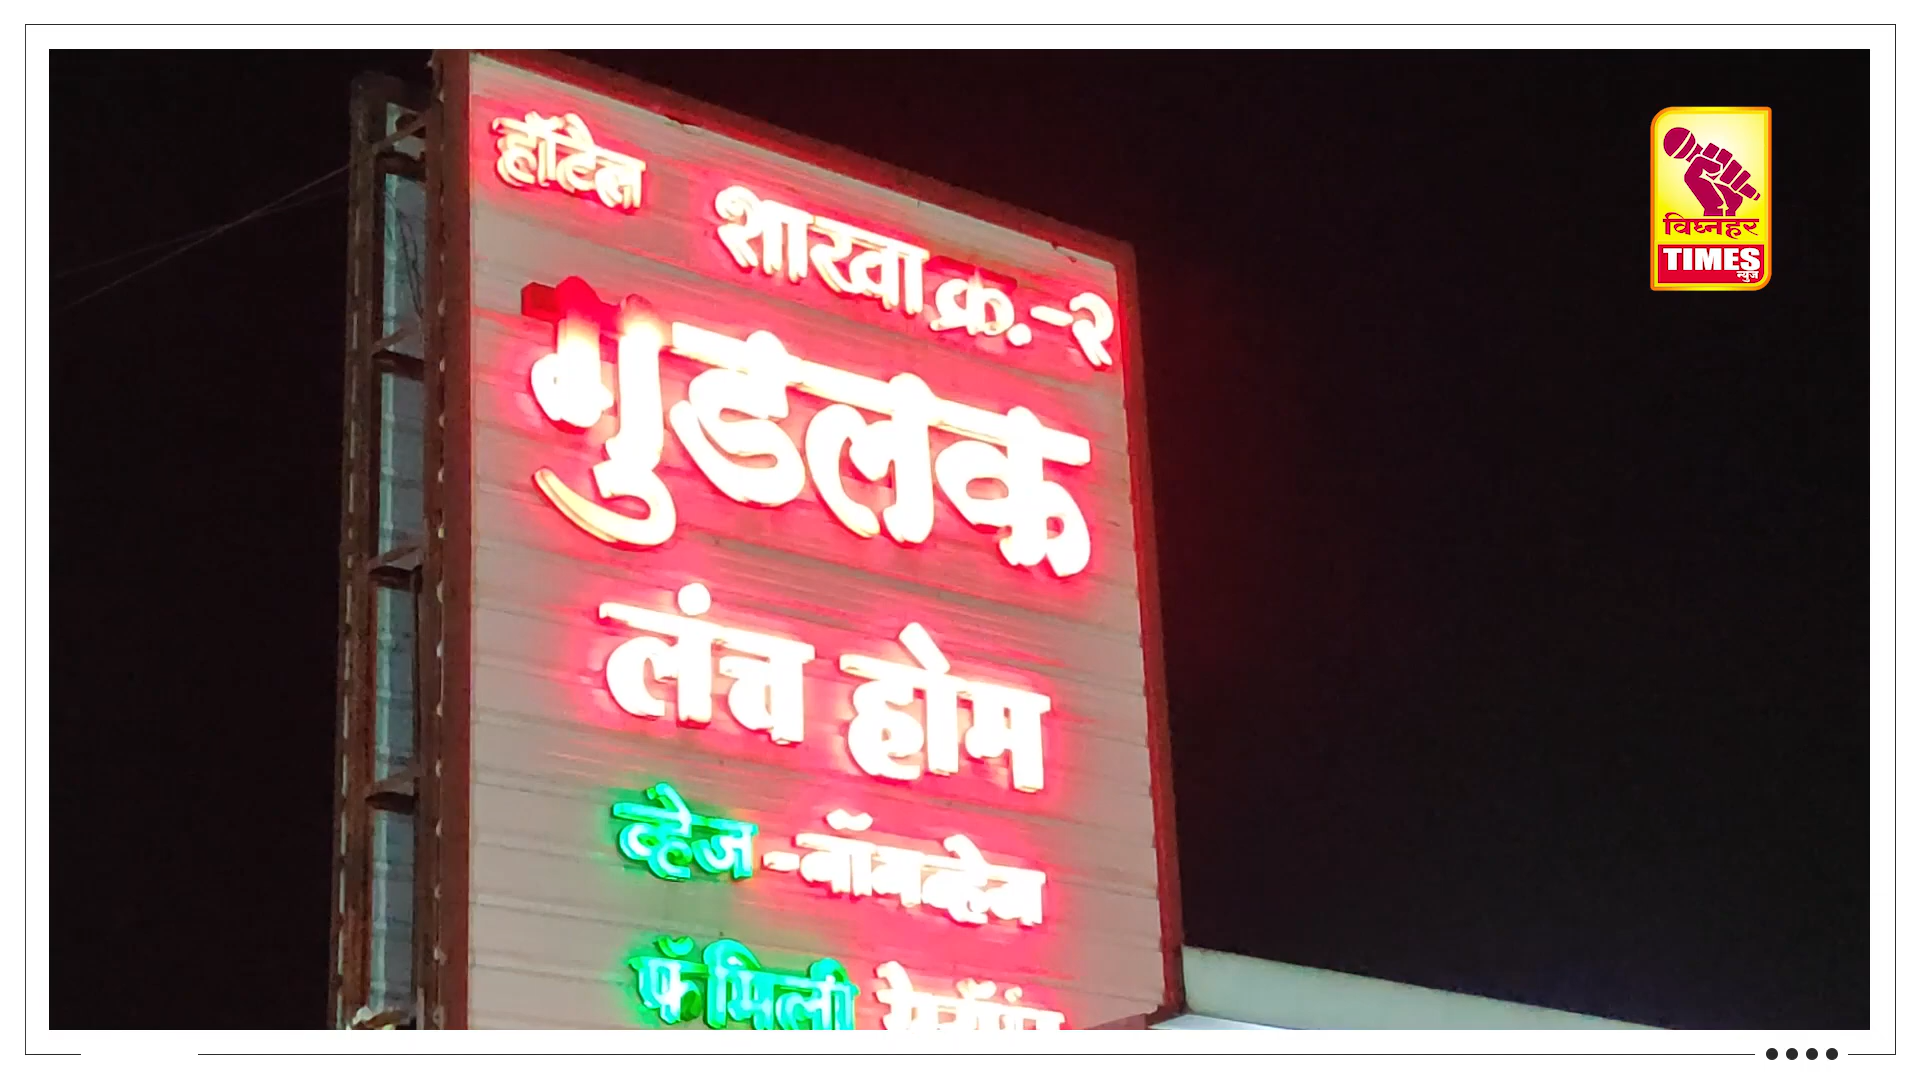 हॉटेल
शाखा क्र.-२
गुडलक
लंच होम
व्हेज - नॉनव्हेज
फॅमिली
विघ्नहर
TIMES
न्युज